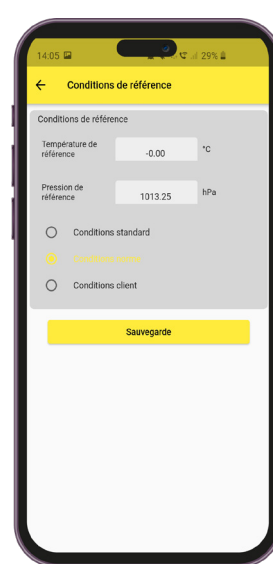 14:05 29%
Conditions de référence
Conditions de référence
Température de
référence
-0.00 °C
Pression de
référence
1013.25 hPa
Conditions standard
Conditions
Conditions client
Sauvegarde